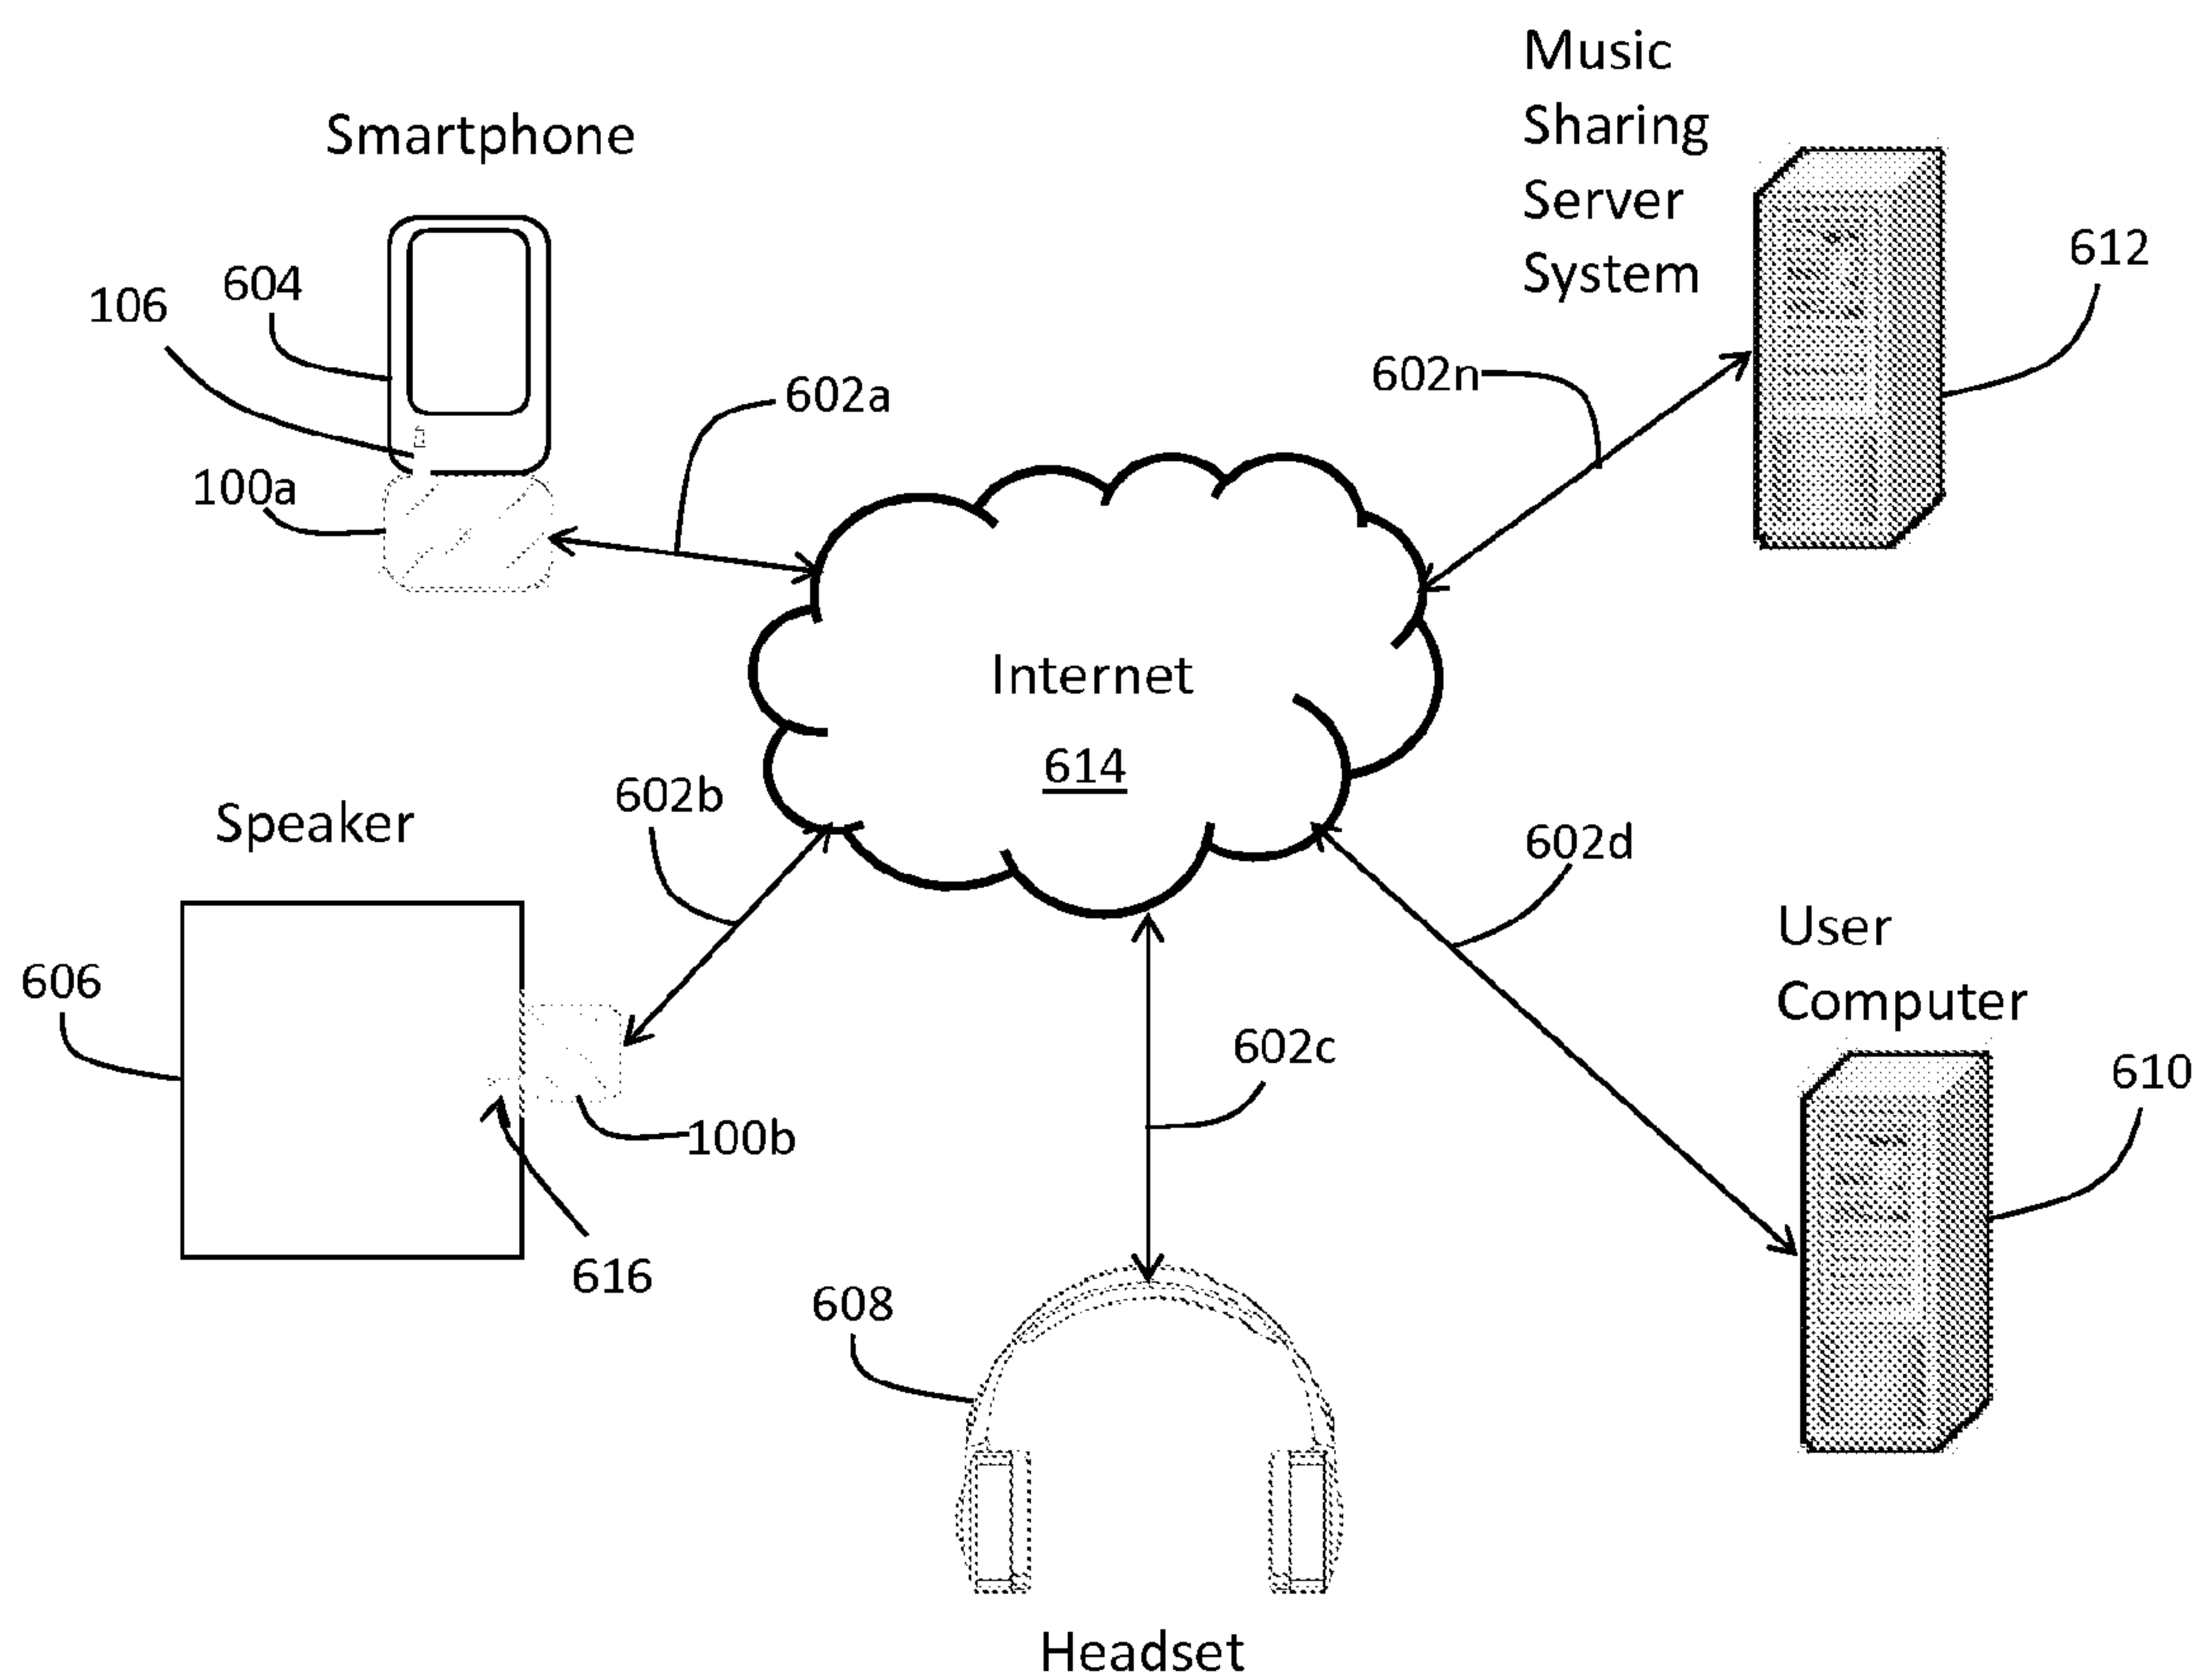 Music
Sharing
Server
System
Smartphone
612
604
106
602n
602a
100a
Internet
614
602b
Speaker
602d
User
Computer
606
602c
610
100b
616
608
Headset